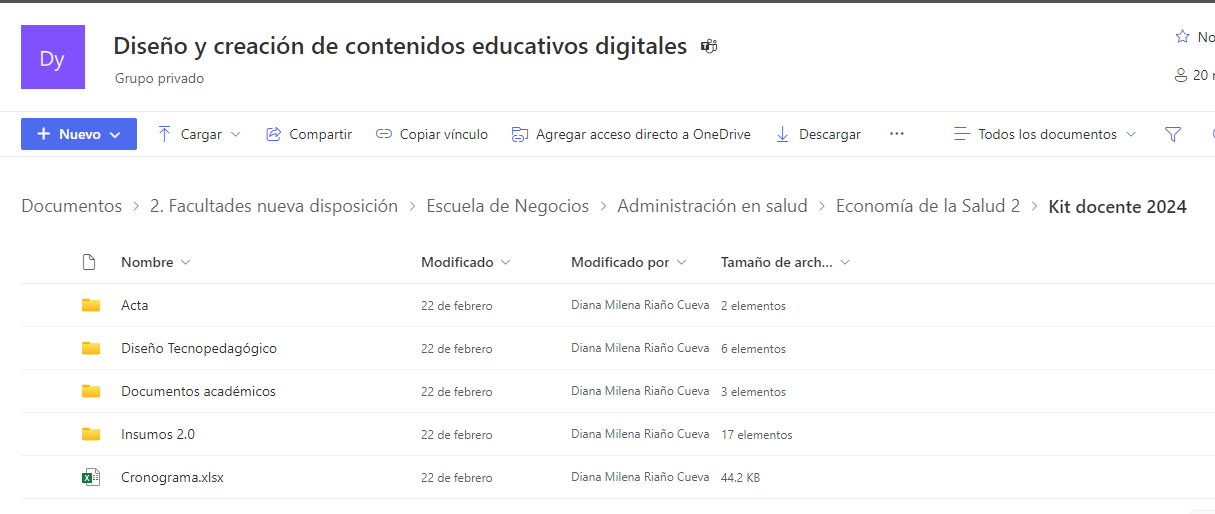 Dy
Diseño y creación de contenidos educativos digitales
Grupo privado
No
20
Nuevo Cargar Compartir Copiar vínculo Agregar acceso directo a OneDrive Descargar ··· Todos los documentos
Documentos > 2. Facultades nueva disposición > Escuela de Negocios > Administración en salud > Economía de la Salud 2 > Kit docente 2024
Nombre Modificado Modificado por Tamaño de arch...
Acta 22 de febrero Diana Milena Riaño Cueva 2 elementos
Diseño Tecnopedagógico 22 de febrero Diana Milena Riaño Cueva 6 elementos
Documentos académicos 22 de febrero Diana Milena Riaño Cueva 3 elementos
Insumos 2.0 22 de febrero Diana Milena Riaño Cueva 17 elementos
Cronograma.xlsx 22 de febrero Diana Milena Riaño Cueva 44.2 KB